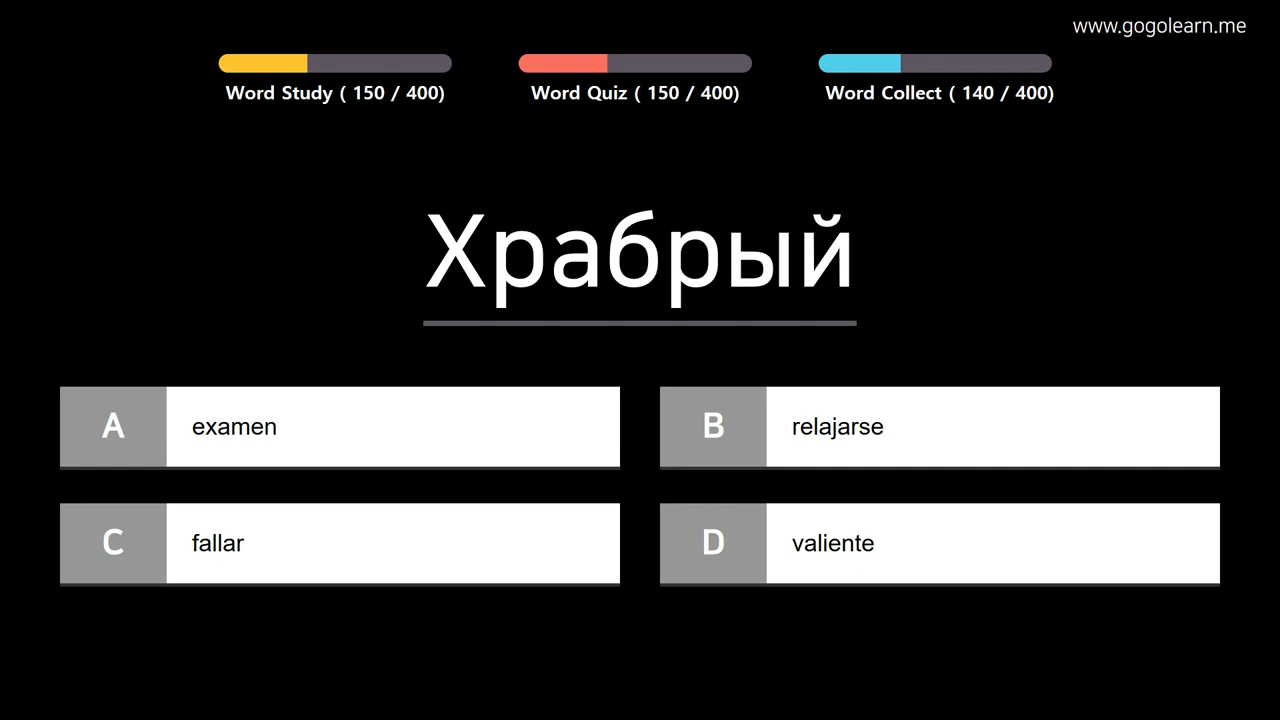 www.gogolearn.me
Word Study ( 150 / 400)
Word Quiz ( 150 / 400)
Word Collect ( 140 / 400)
Храбрый
A examen
B relajarse
C fallar
D valiente